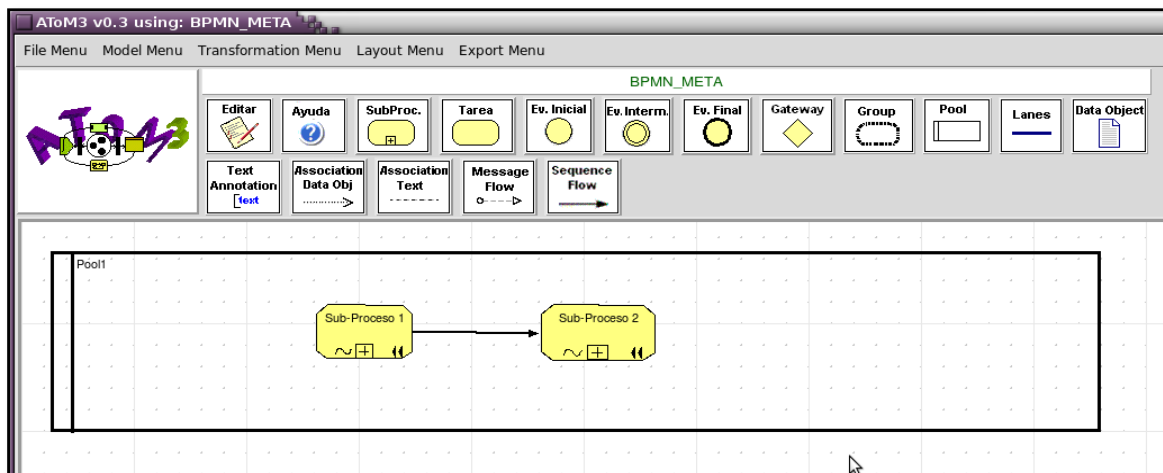 AToM3 v0.3 using: BPMN_META
File Menu Model Menu Transformation Menu Layout Menu Export Menu
ATOM3
BPMN_META
Editar
Ayuda
SubProc.
Tarea
Ev. Inicial
Ev. Interm.
Ev. Final
Gateway
Group
Pool
Lanes
Data Object
Text
Annotation
[text
Association
Data Obj
Association
Text
Message
Flow
Sequence
Flow
Pool1
Sub-Proceso 1
Sub-Proceso 2